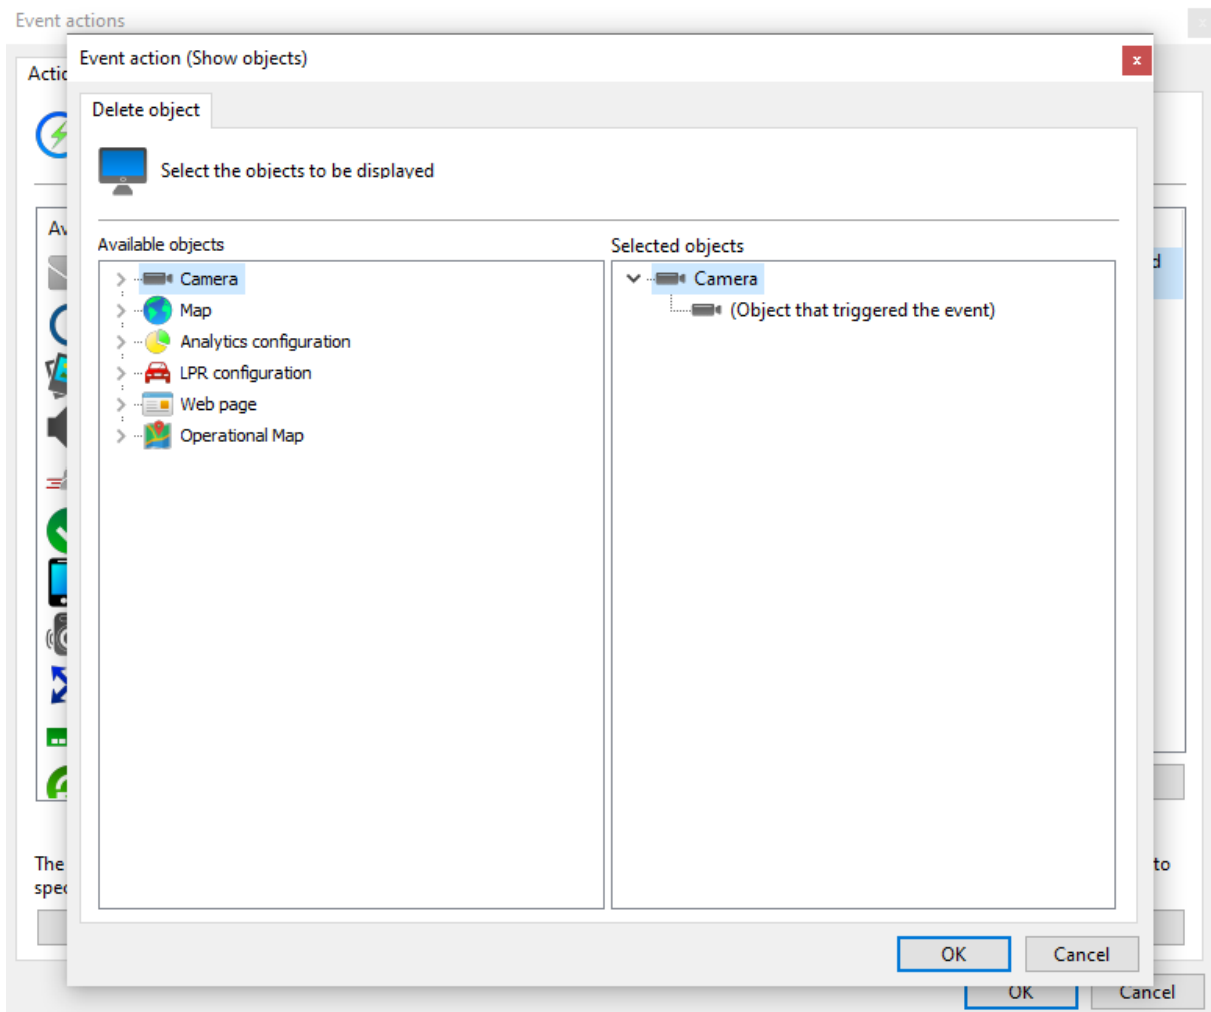 Event actions
Event action (Show objects)
x
Delete object
Select the objects to be displayed
Available objects
Selected objects
Camera
Map
Analytics configuration
LPR configuration
Web page
Operational Map
Camera
(Object that triggered the event)
The
to
OK
Cancel
OK
Cancel